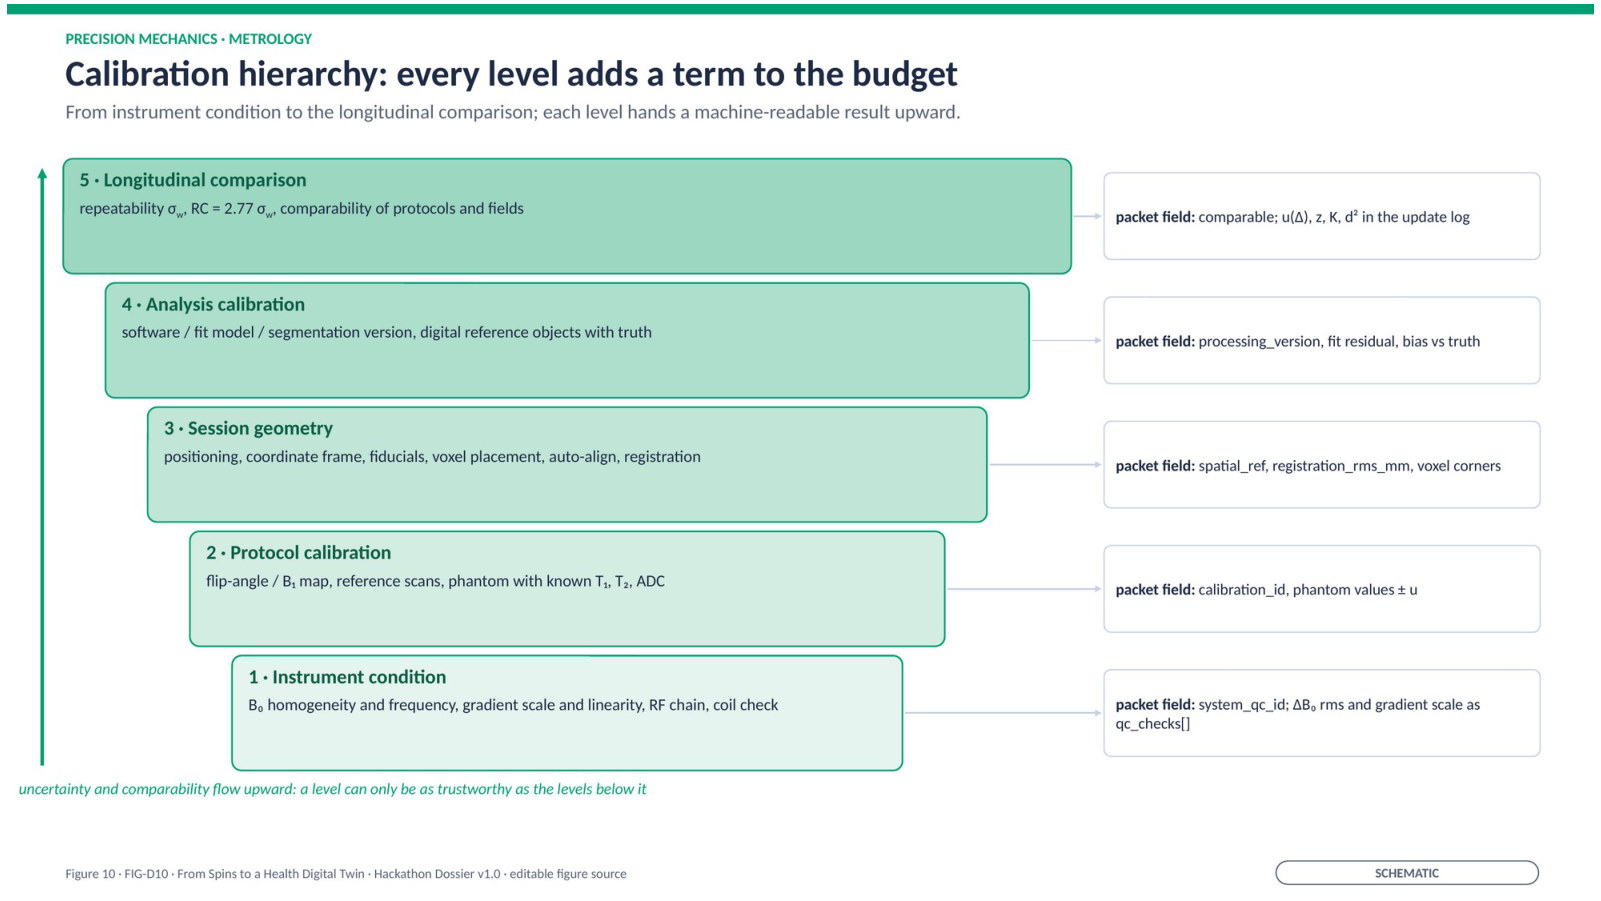 PRECISION MECHANICS · METROLOGY
Calibration hierarchy: every level adds a term to the budget
From instrument condition to the longitudinal comparison; each level hands a machine-readable result upward.
5 · Longitudinal comparison
repeatability σw, RC = 2.77 σw, comparability of protocols and fields
packet field: comparable; u(Δ), z, K, d² in the update log
4 · Analysis calibration
software / fit model / segmentation version, digital reference objects with truth
packet field: processing_version, fit residual, bias vs truth
3 · Session geometry
positioning, coordinate frame, fiducials, voxel placement, auto-align, registration
packet field: spatial_ref, registration_rms_mm, voxel corners
2 · Protocol calibration
flip-angle / B₁ map, reference scans, phantom with known T₁, T₂, ADC
packet field: calibration_id, phantom values ± u
1 · Instrument condition
B₀ homogeneity and frequency, gradient scale and linearity, RF chain, coil check
packet field: system_qc_id; ΔB₀ rms and gradient scale as
qc_checks[]
uncertainty and comparability flow upward: a level can only be as trustworthy as the levels below it
Figure 10 · FIG-D10 · From Spins to a Health Digital Twin · Hackathon Dossier v1.0 · editable figure source
SCHEMATIC